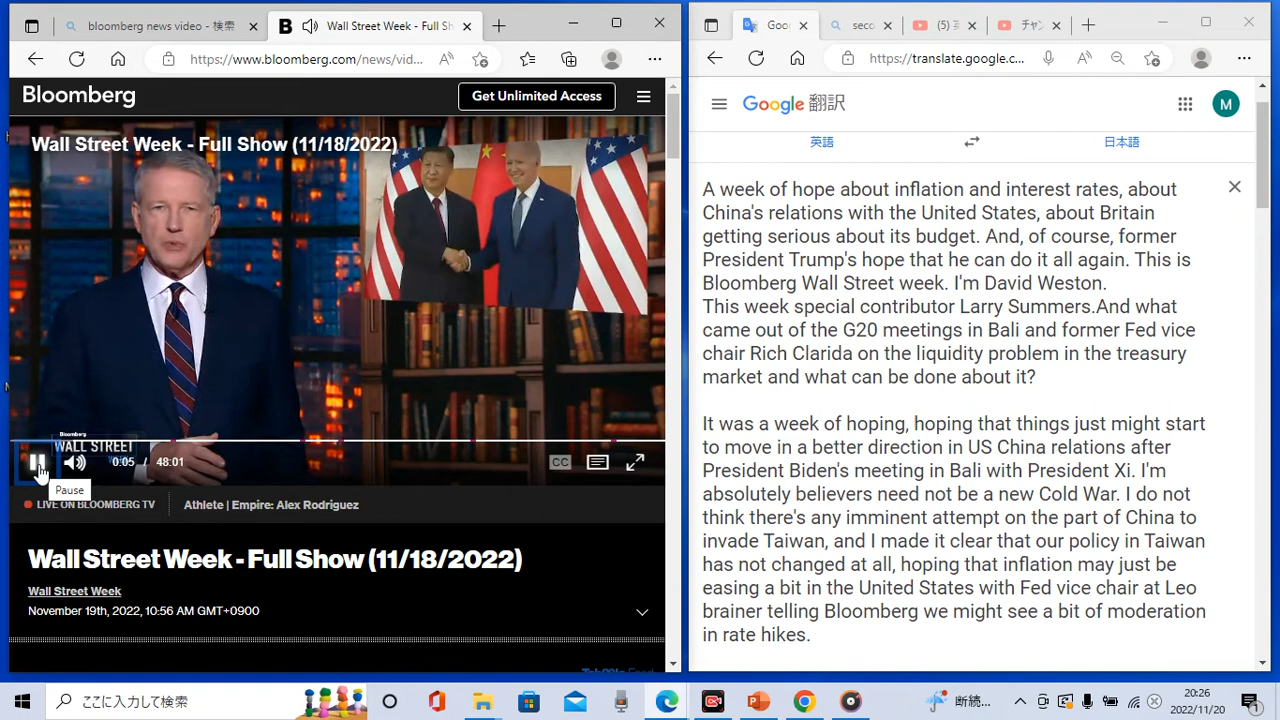 bloomberg news video - 検索
B
Wall Street Week - Full Sh
https://www.bloomberg.com/news/vid...
Bloomberg
Get Unlimited Access
Wall Street Week - Full Show (11/18/2022)
Bloomberg
WALL STREET
0:05 / 48:01
CC
Pause
LIVE ON BLOOMBERG TV
Athlete | Empire: Alex Rodriguez
Wall Street Week - Full Show (11/18/2022)
Wall Street Week
November 19th, 2022, 10:56 AM GMT+0900
Goo
secc
(5)
チャン
https://translate.google.c...
Google 翻訳
M
英語
日本語
A week of hope about inflation and interest rates, about
China's relations with the United States, about Britain
getting serious about its budget. And, of course, former
President Trump's hope that he can do it all again. This is
Bloomberg Wall Street week. I'm David Weston.
This week special contributor Larry Summers.And what
came out of the G20 meetings in Bali and former Fed vice
chair Rich Clarida on the liquidity problem in the treasury
market and what can be done about it?
It was a week of hoping, hoping that things just might start
to move in a better direction in US China relations after
President Biden's meeting in Bali with President Xi. I'm
absolutely believers need not be a new Cold War. I do not
think there's any imminent attempt on the part of China to
invade Taiwan, and I made it clear that our policy in Taiwan
has not changed at all, hoping that inflation may just be
easing a bit in the United States with Fed vice chair at Leo
brainer telling Bloomberg we might see a bit of moderation
in rate hikes.
ここに入力して検索
断続...
20:26
2022/11/20
1